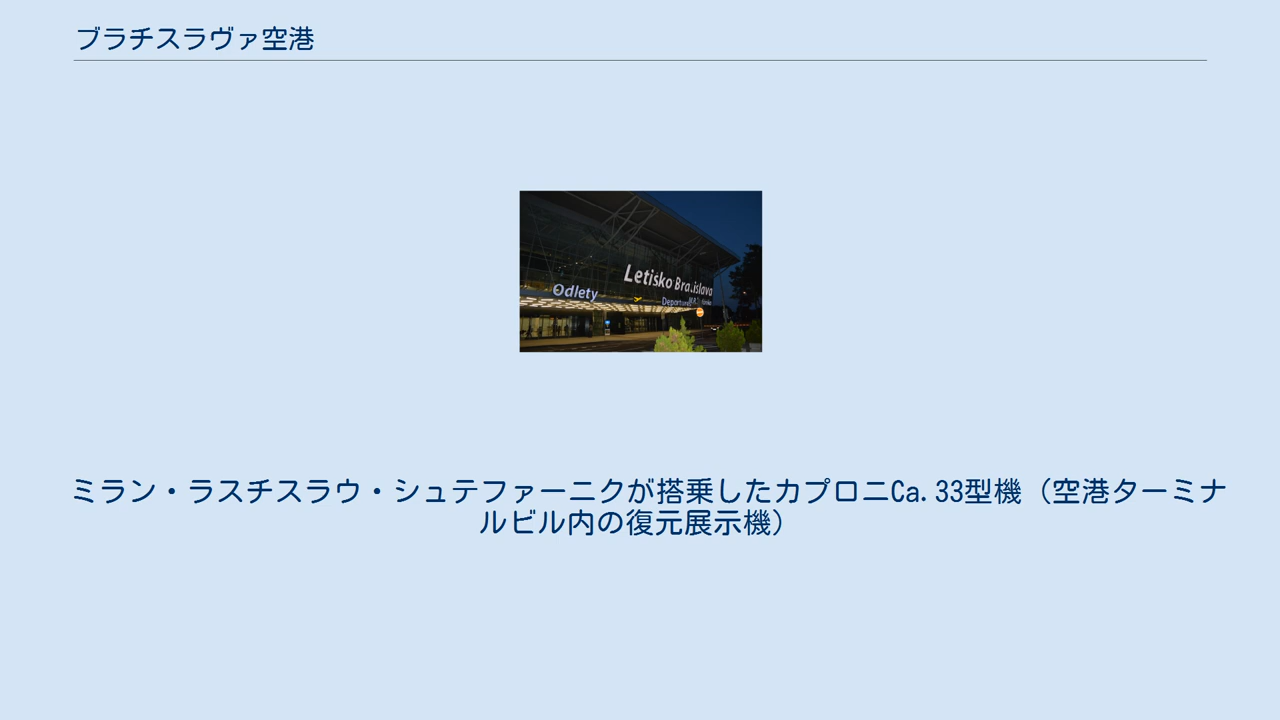 ブラチスラヴァ空港
Letisko Bratislava
Odlety
Departures
ミラン・ラスチスラウ・シュテファーニクが搭乗したカプロニCa.33型機（空港ターミナ
ルビル内の復元展示機）